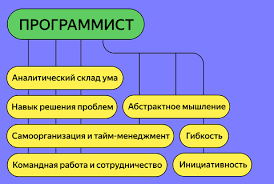 ПРОГРАММИСТ
Аналитический склад ума
Навык решения проблем
Абстрактное мышление
Самоорганизация и тайм-менеджмент
Гибкость
Командная работа и сотрудничество
Инициативность